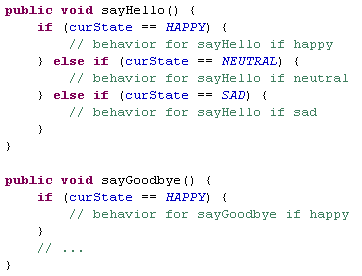 public void sayHello() {
    if (curState == HAPPY) {
        // behavior for sayHello if happy
    } else if (curState == NEUTRAL) {
        // behavior for sayHello if neutral
    } else if (curState == SAD) {
        // behavior for sayHello if sad
    }
}

public void sayGoodbye() {
    if (curState == HAPPY) {
        // behavior for sayGoodbye if happy
    }
    // ...
}